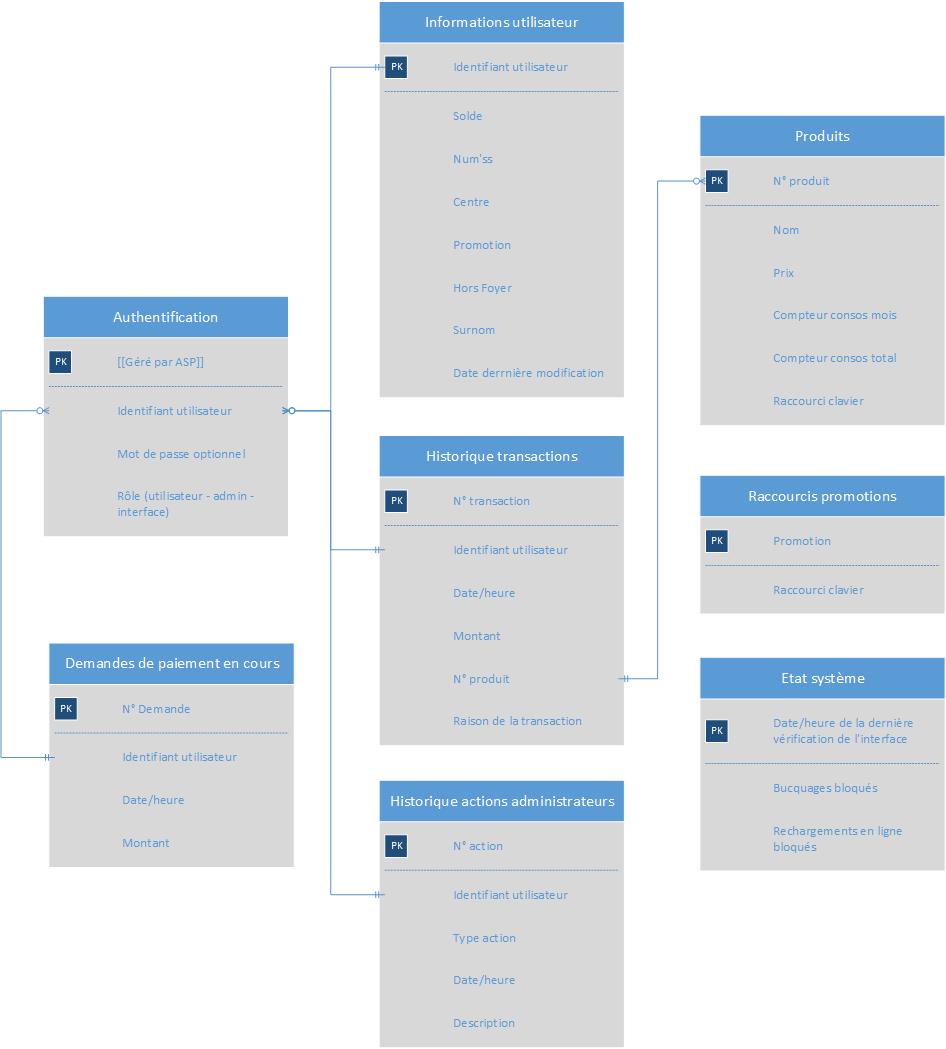 Informations utilisateur
PK Identifiant utilisateur
Solde
Num'ss
Centre
Promotion
Hors Foyer
Surnom
Date derrnière modification
Produits
PK N° produit
Nom
Prix
Compteur consos mois
Compteur consos total
Raccourci clavier
Authentification
PK [[Géré par ASP]]
Identifiant utilisateur
Mot de passe optionnel
Rôle (utilisateur - admin -
interface)
Historique transactions
PK N° transaction
Identifiant utilisateur
Date/heure
Montant
N° produit
Raison de la transaction
Raccourcis promotions
PK Promotion
Raccourci clavier
Demandes de paiement en cours
PK N° Demande
Identifiant utilisateur
Date/heure
Montant
Etat système
PK Date/heure de la dernière
vérification de l'interface
Bucquages bloqués
Rechargements en ligne
bloqués
Historique actions administrateurs
PK N° action
Identifiant utilisateur
Type action
Date/heure
Description